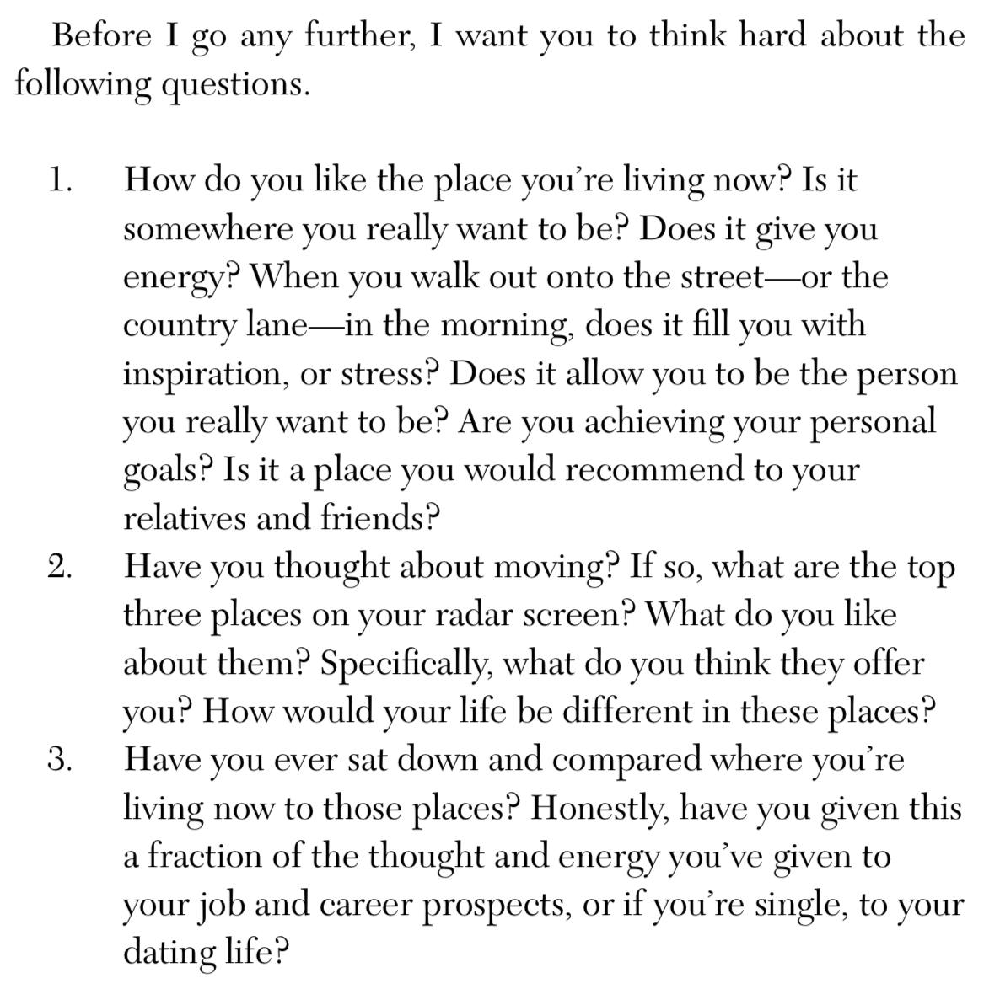 Before I go any further, I want you to think hard about the
following questions.
1. How do you like the place you’re living now? Is it
somewhere you really want to be? Does it give you
energy? When you walk out onto the street—or the
country lane—in the morning, does it fill you with
inspiration, or stress? Does it allow you to be the person
you really want to be? Are you achieving your personal
goals? Is it a place you would recommend to your
relatives and friends?
2. Have you thought about moving? If so, what are the top
three places on your radar screen? What do you like
about them? Specifically, what do you think they offer
you? How would your life be different in these places?
3. Have you ever sat down and compared where you’re
living now to those places? Honestly, have you given this
a fraction of the thought and energy you’ve given to
your job and career prospects, or if you’re single, to your
dating life?